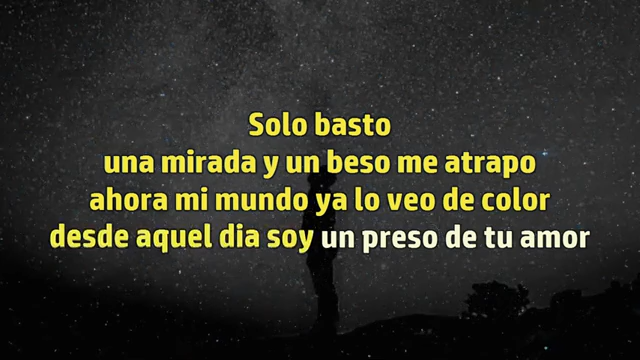 Solo basto
una mirada y un beso me atrapo
ahora mi mundo ya lo veo de color
desde aquel dia soy un preso de tu amor